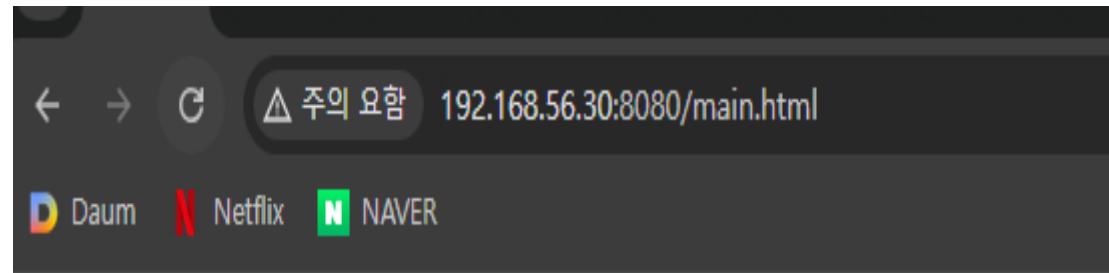 주의 요함 192.168.56.30:8080/main.html
Daum Netflix NAVER